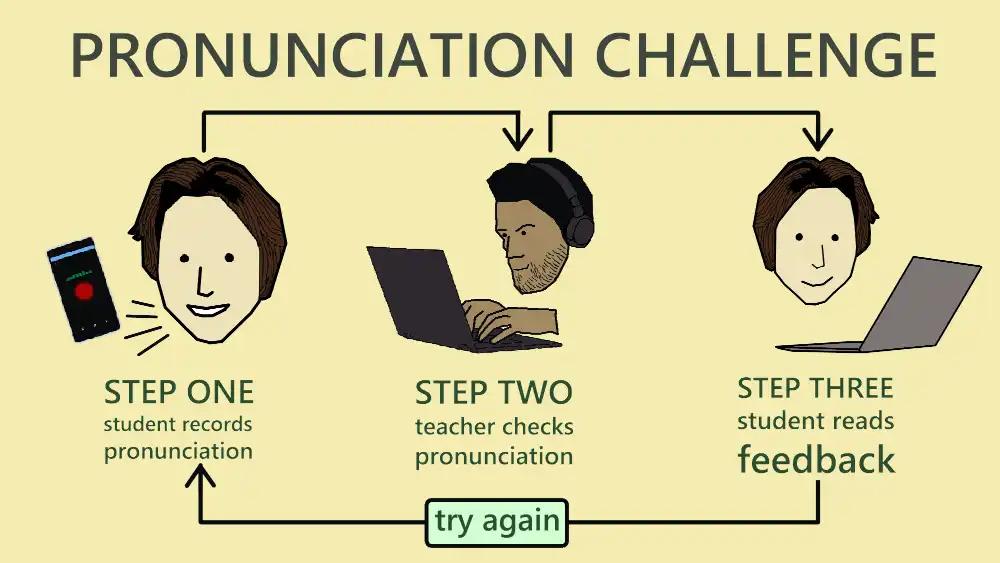 PRONUNCIATION CHALLENGE
STEP ONE
student records
pronunciation
STEP TWO
teacher checks
pronunciation
STEP THREE
student reads
feedback
try again